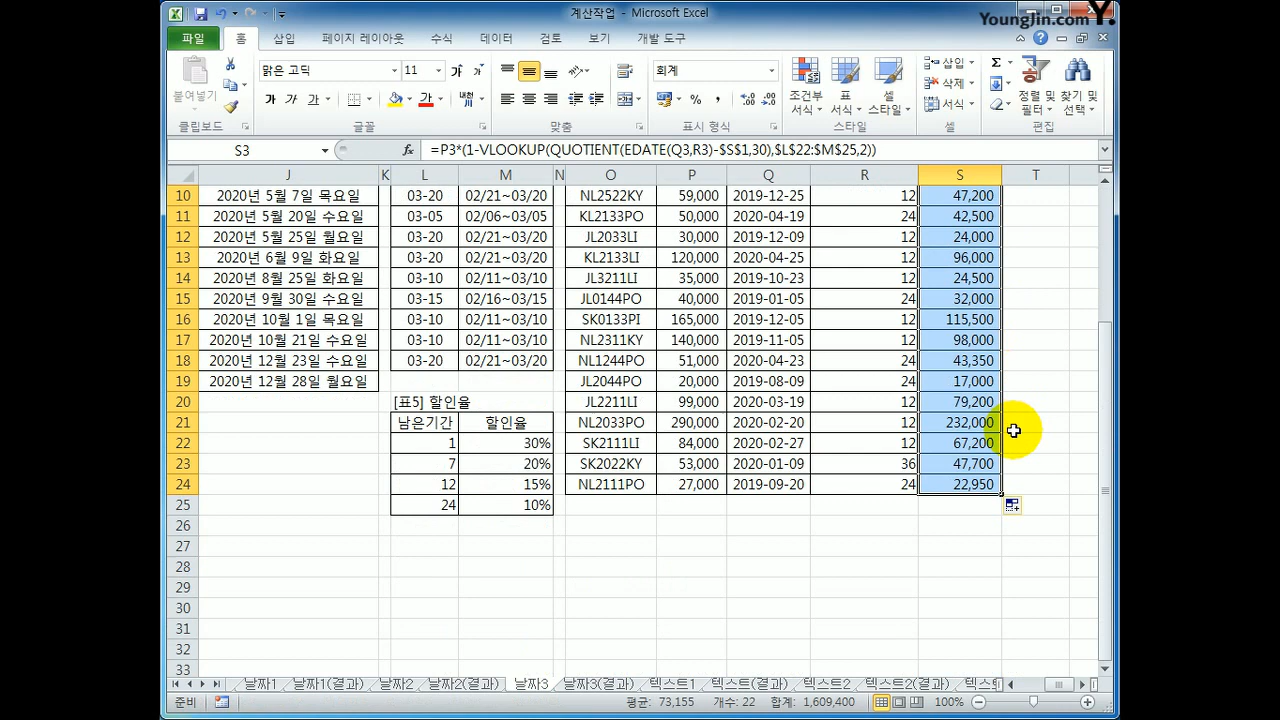 계산작업 - Microsoft Excel
YoungJin.com Y.
파일 홈 삽입 페이지 레이아웃 수식 데이터 검토 보기 개발 도구
맑은 고딕 11 회계
붙여넣기 가 가 가 가 내천 % , 조건부 서식 표 서식 셀 스타일 삽입 삭제 서식 Σ 정렬 및 필터 찾기 및 선택
클립보드 글꼴 맞춤 표시 형식 스타일 셀 편집
S3 fx =P3*(1-VLOOKUP(QUOTIENT(EDATE(Q3,R3)-$S$1,30),$L$22:$M$25,2))
J K L M N O P Q R S T
10 2020년 5월 7일 목요일 03-20 02/21~03/20 NL2522KY 59,000 2019-12-25 12 47,200
11 2020년 5월 20일 수요일 03-05 02/06~03/05 KL2133PO 50,000 2020-04-19 24 42,500
12 2020년 5월 25일 월요일 03-20 02/21~03/20 JL2033LI 30,000 2019-12-09 12 24,000
13 2020년 6월 9일 화요일 03-20 02/21~03/20 KL2133LI 120,000 2020-04-25 12 96,000
14 2020년 8월 25일 화요일 03-10 02/11~03/10 JL3211LI 35,000 2019-10-23 12 24,500
15 2020년 9월 30일 수요일 03-15 02/16~03/15 JL0144PO 40,000 2019-01-05 24 32,000
16 2020년 10월 1일 목요일 03-10 02/11~03/10 SK0133PI 165,000 2019-12-05 12 115,500
17 2020년 10월 21일 수요일 03-10 02/11~03/10 NL2311KY 140,000 2019-11-05 12 98,000
18 2020년 12월 23일 수요일 03-20 02/21~03/20 NL1244PO 51,000 2020-04-23 24 43,350
19 2020년 12월 28일 월요일 JL2044PO 20,000 2019-08-09 24 17,000
20 [표5] 할인율 JL2211LI 99,000 2020-03-19 12 79,200
21 남은기간 할인율 NL2033PO 290,000 2020-02-20 12 232,000
22 1 30% SK2111LI 84,000 2020-02-27 12 67,200
23 7 20% SK2022KY 53,000 2020-01-09 36 47,700
24 12 15% NL2111PO 27,000 2019-09-20 24 22,950
25 24 10%
26
27
28
29
30
31
32
33
날짜1 날짜1(결과) 날짜2 날짜2(결과) 날짜3 날짜3(결과) 텍스트1 텍스트(결과) 텍스트2 텍스트2(결과)
준비 평균: 73,155 개수: 22 합계: 1,609,400 100%